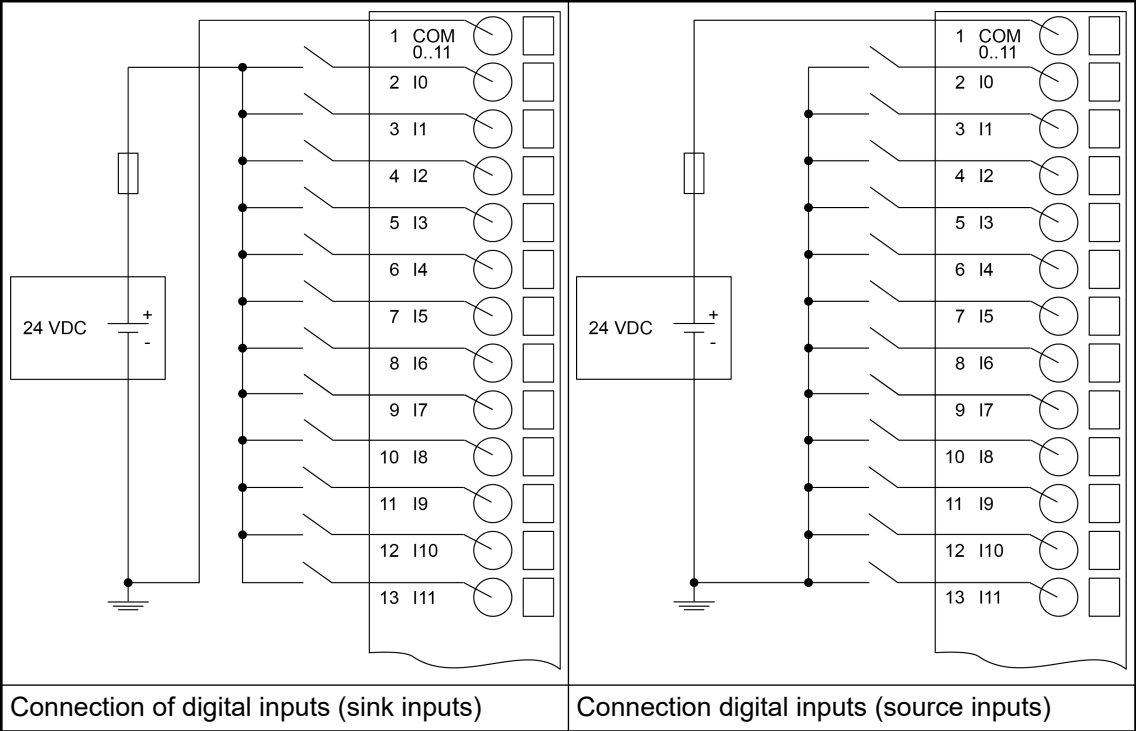 1 COM
0..11
2 I0
3 I1
4 I2
5 I3
6 I4
7 I5
8 I6
9 I7
10 I8
11 I9
12 I10
13 I11
24 VDC
+
-
Connection of digital inputs (sink inputs)
1 COM
0..11
2 I0
3 I1
4 I2
5 I3
6 I4
7 I5
8 I6
9 I7
10 I8
11 I9
12 I10
13 I11
24 VDC
+
-
Connection digital inputs (source inputs)